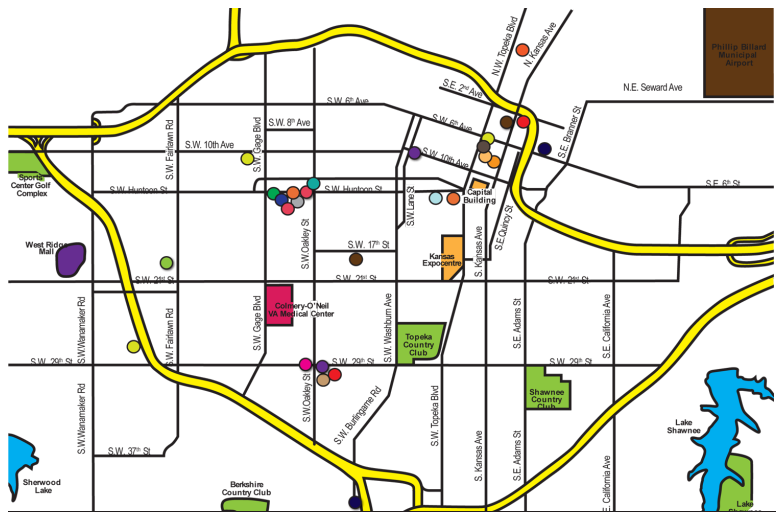 N.W. Topeka Blvd
N. Kansas Ave
Phillip Billard
Municipal
Airport
S.E. 2nd Ave
N.E. Seward Ave
S.W. 6th Ave
S.W. 8th Ave
S.W. 6th Ave
S.E. Branner St
S.W. Fairlawn Rd
S.W. Gage Blvd
S.W. 10th Ave
S.W. 10th Ave
Sports
Center Golf
Complex
S.W. Huntoon St
S.W. Huntoon St
S.E. 6th St
S.W. Lane St
Capital
Building
S.E. Quincy St
S.W. Oakley St
S.W. 17th St
West Ridge
Mall
Kansas
Expocentre
S. Kansas Ave
S.W. 21st St
S.W. 21st St
S.W. 21st St
S.W. Wanamaker Rd
S.W. Fairlawn Rd
S.W. Gage Blvd
Colmery-O'Neil
VA Medical Center
S.W. Washburn Ave
Topeka
Country
Club
S.E. Adams St
S.E. California Ave
S.W. 29th St
S.W. 29th St
S.W. 29th St
S.W. Wanamaker Rd
S.W. Oakley St
S.W. Burlingame Rd
S.W. Topeka Blvd
S. Kansas Ave
S.E. Adams St
Shawnee
Country
Club
S.E. California Ave
Lake
Shawnee
S.W. 37th St
Sherwood
Lake
Berkshire
Country Club
Lake